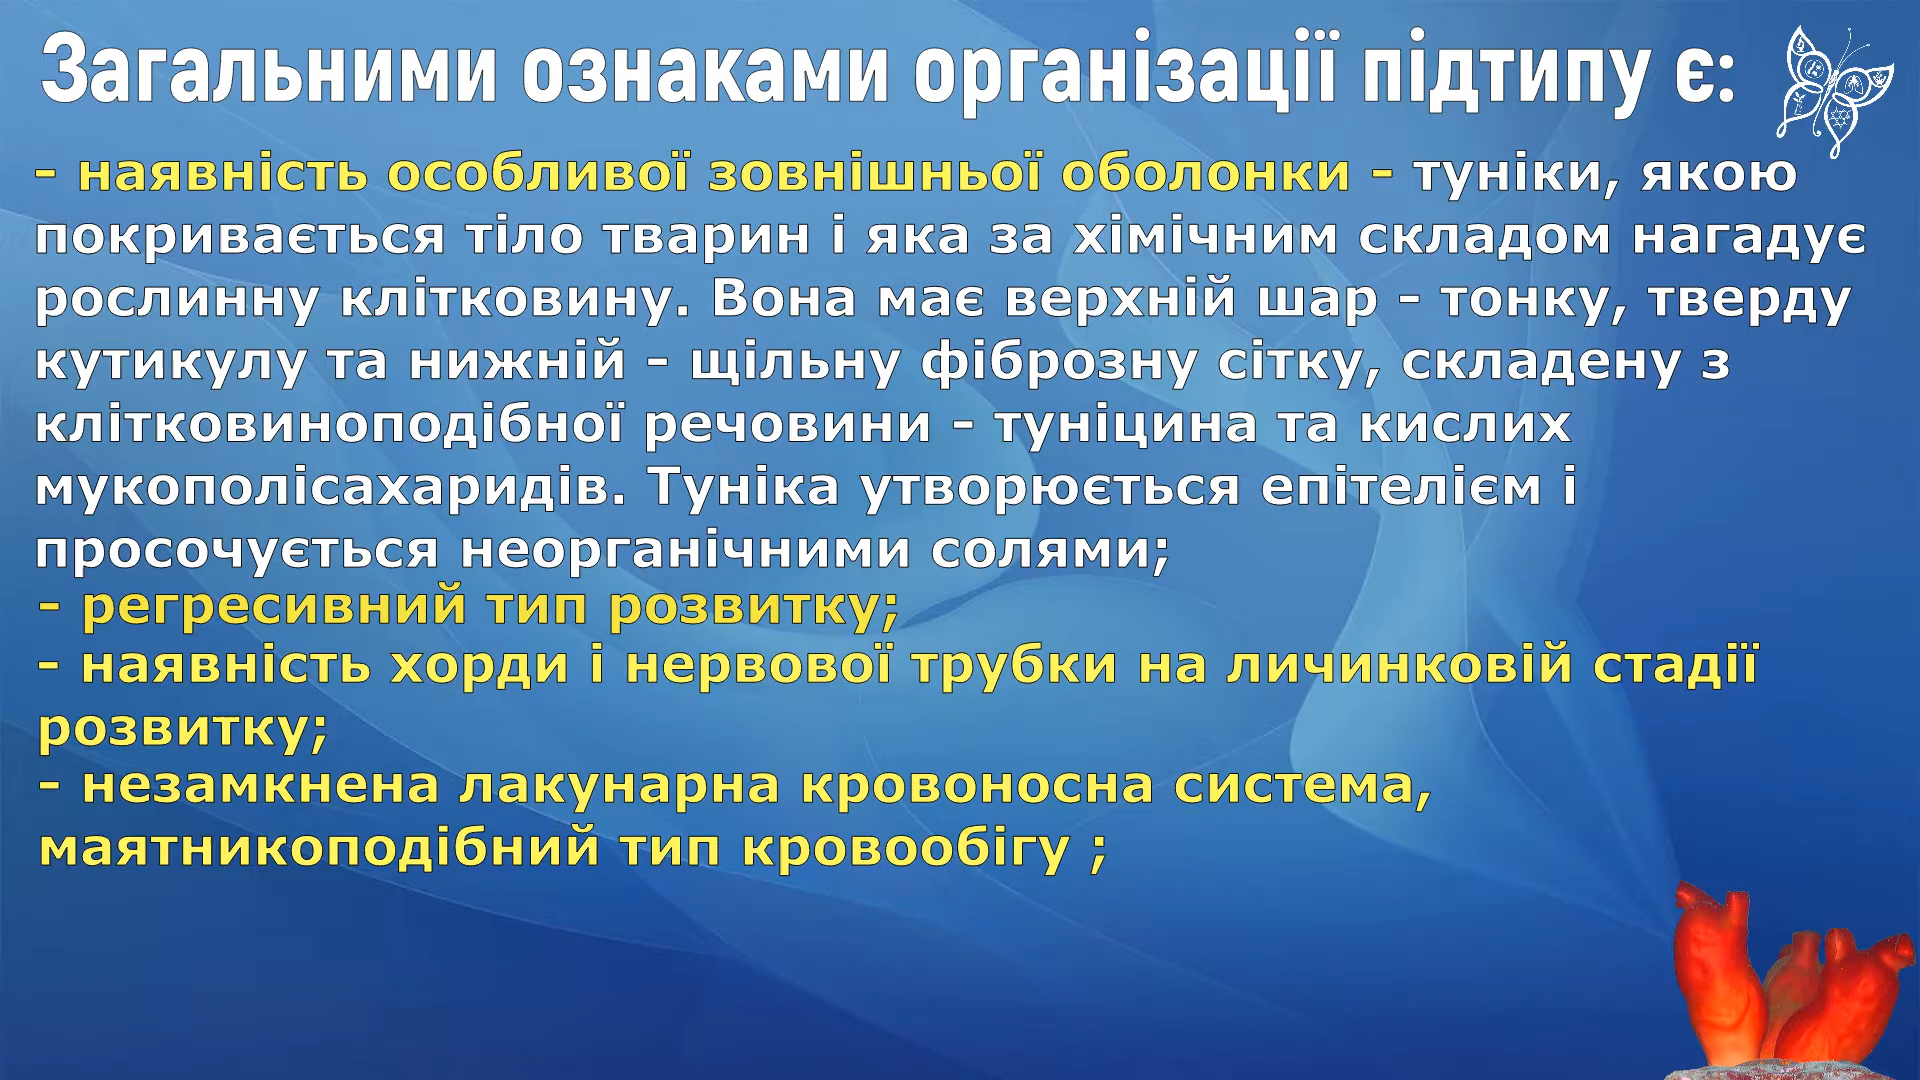 Загальними ознаками організації підтипу є:
- наявність особливої зовнішньої оболонки - туніки, якою
покривається тіло тварин і яка за хімічним складом нагадує
рослинну клітковину. Вона має верхній шар - тонку, тверду
кутикулу та нижній - щільну фіброзну сітку, складену з
клітковиноподібної речовини - туніцина та кислих
мукополісахаридів. Туніка утворюється епітелієм і
просочується неорганічними солями;
- регресивний тип розвитку;
- наявність хорди і нервової трубки на личинковій стадії
розвитку;
- незамкнена лакунарна кровоносна система,
маятникоподібний тип кровообігу ;